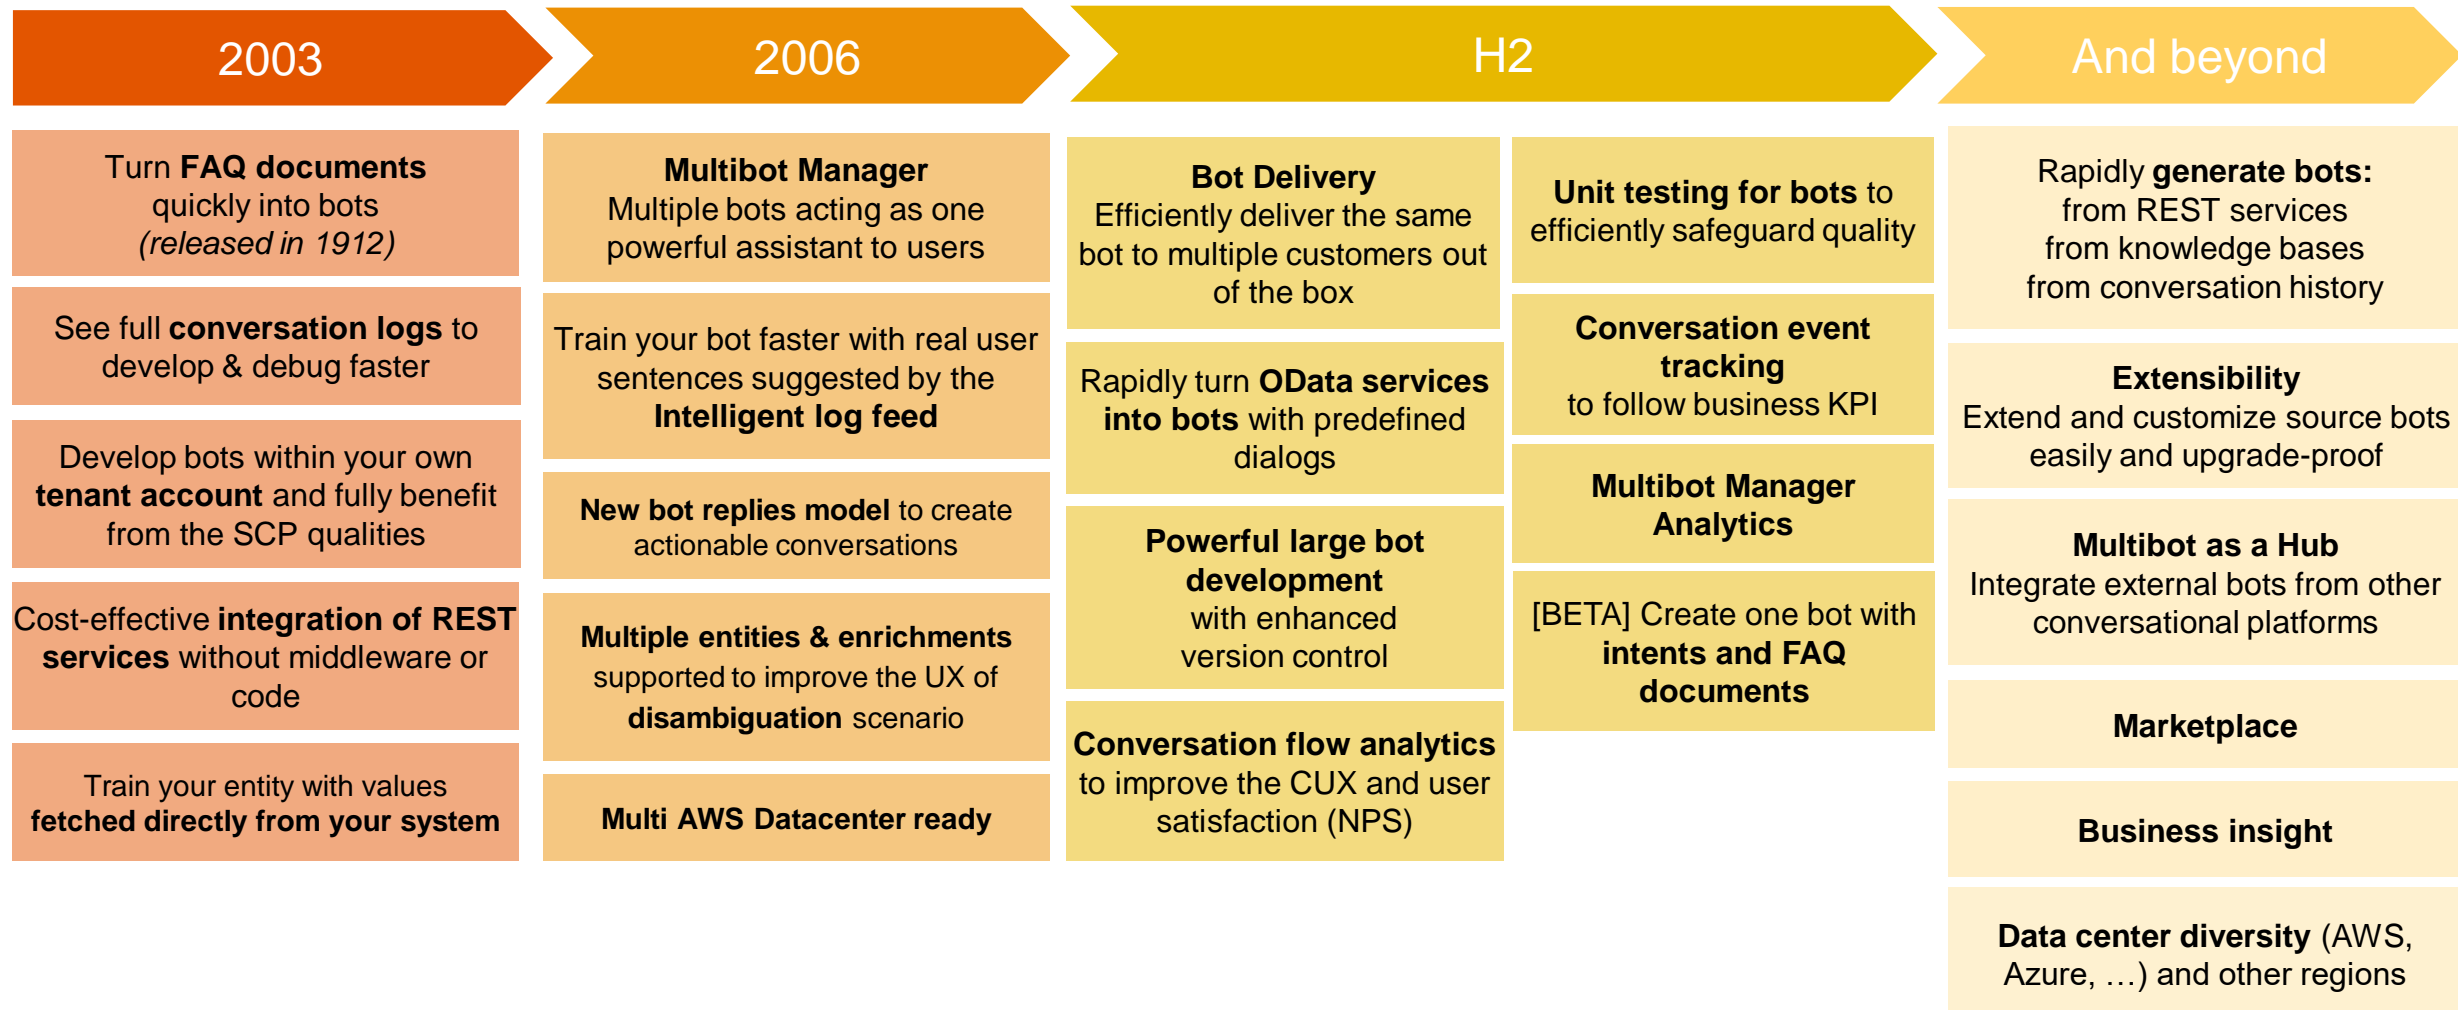 2003
2006
H2
And beyond
Turn FAQ documents
quickly into bots
(released in 1912)
See full conversation logs to
develop & debug faster
Develop bots within your own
tenant account and fully benefit
from the SCP qualities
Cost-effective integration of REST
services without middleware or
code
Train your entity with values
fetched directly from your system
Multibot Manager
Multiple bots acting as one
powerful assistant to users
Train your bot faster with real user
sentences suggested by the
Intelligent log feed
New bot replies model to create
actionable conversations
Multiple entities & enrichments
supported to improve the UX of
disambiguation scenario
Multi AWS Datacenter ready
Bot Delivery
Efficiently deliver the same
bot to multiple customers out
of the box
Rapidly turn OData services
into bots with predefined
dialogs
Powerful large bot
development
with enhanced
version control
Conversation flow analytics
to improve the CUX and user
satisfaction (NPS)
Unit testing for bots to
efficiently safeguard quality
Conversation event
tracking
to follow business KPI
Multibot Manager
Analytics
[BETA] Create one bot with
intents and FAQ
documents
Rapidly generate bots:
from REST services
from knowledge bases
from conversation history
Extensibility
Extend and customize source bots
easily and upgrade-proof
Multibot as a Hub
Integrate external bots from other
conversational platforms
Marketplace
Business insight
Data center diversity (AWS,
Azure, …) and other regions